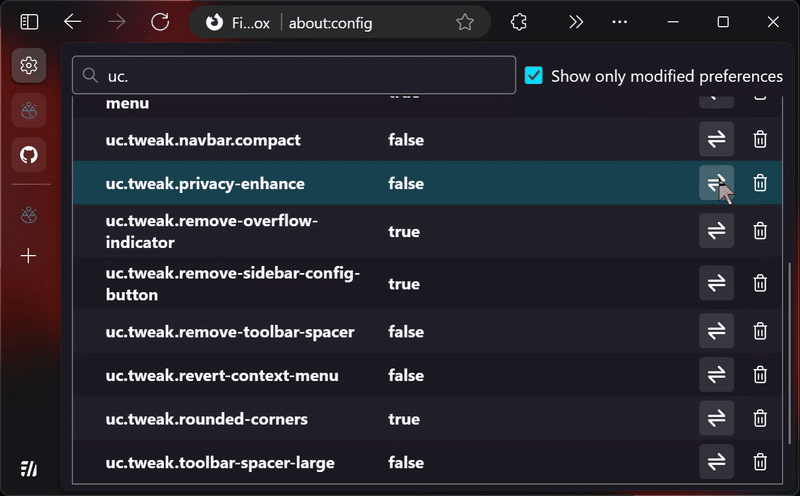 Fi...ox about:config
uc.
Show only modified preferences
menu true
uc.tweak.navbar.compact false
uc.tweak.privacy-enhance false
uc.tweak.remove-overflow-
indicator true
uc.tweak.remove-sidebar-config-
button true
uc.tweak.remove-toolbar-spacer false
uc.tweak.revert-context-menu false
uc.tweak.rounded-corners true
uc.tweak.toolbar-spacer-large false